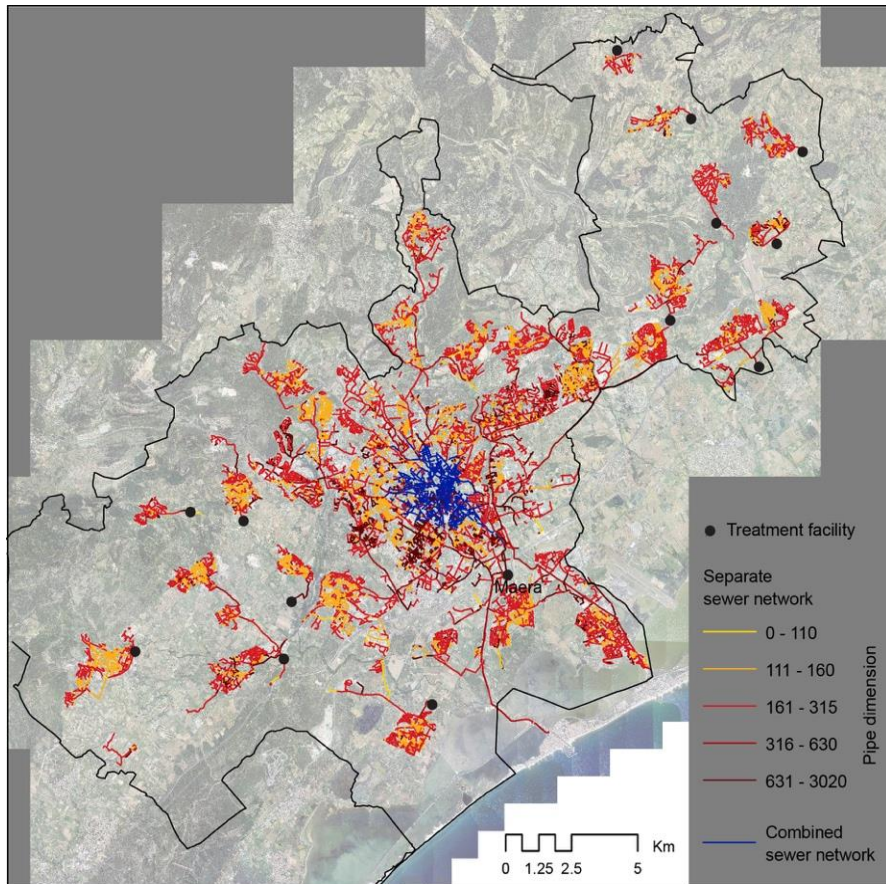 Maera
Treatment facility
Separate
sewer network
0 - 110
111 - 160
161 - 315
316 - 630
631 - 3020
Pipe dimension
Combined
sewer network
Km
0 1.25 2.5 5